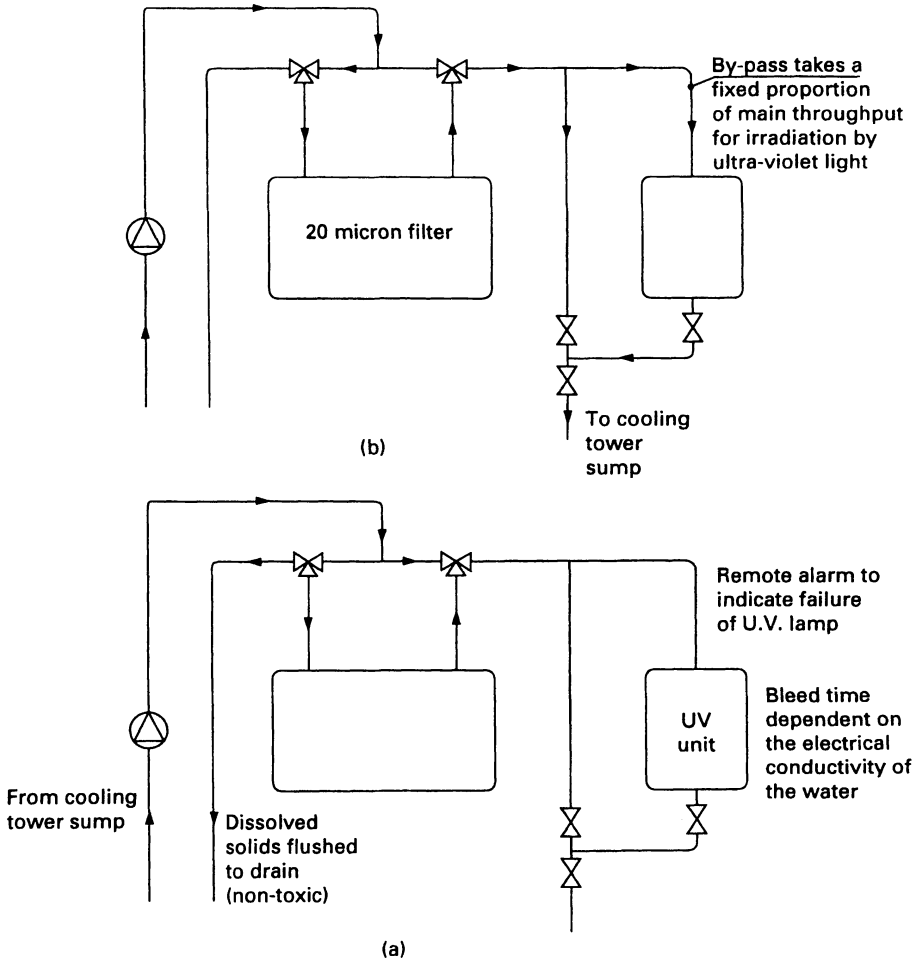 By-pass takes a
fixed proportion
of main throughput
for irradiation by
ultra-violet light
20 micron filter
To cooling
tower
sump
(b)
Remote alarm to
indicate failure
of U.V. lamp
UV
unit
Bleed time
dependent on
the electrical
conductivity of
the water
From cooling
tower sump
Dissolved
solids flushed
to drain
(non-toxic)
(a)